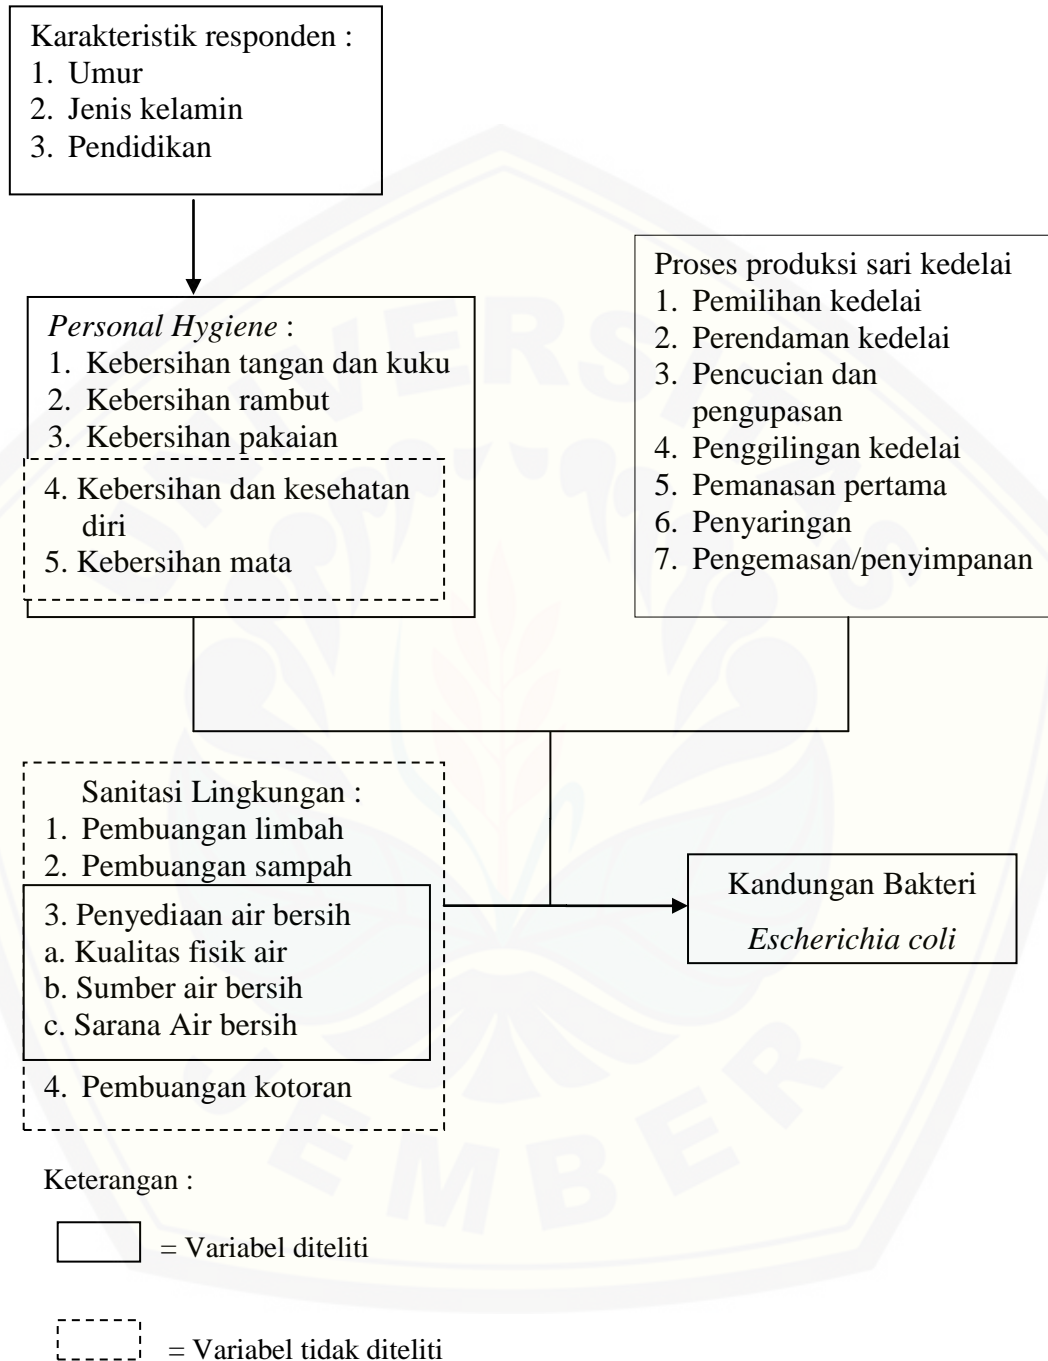 Karakteristik responden :
1. Umur
2. Jenis kelamin
3. Pendidikan
Personal Hygiene :
1. Kebersihan tangan dan kuku
2. Kebersihan rambut
3. Kebersihan pakaian
4. Kebersihan dan kesehatan
diri
5. Kebersihan mata
Proses produksi sari kedelai
1. Pemilihan kedelai
2. Perendaman kedelai
3. Pencucian dan
pengupasan
4. Penggilingan kedelai
5. Pemanasan pertama
6. Penyaringan
7. Pengemasan/penyimpanan
Sanitasi Lingkungan :
1. Pembuangan limbah
2. Pembuangan sampah
3. Penyediaan air bersih
a. Kualitas fisik air
b. Sumber air bersih
c. Sarana Air bersih
4. Pembuangan kotoran
Kandungan Bakteri
Escherichia coli
Keterangan :
= Variabel diteliti
= Variabel tidak diteliti
UNIVERSITAS
JEMBER